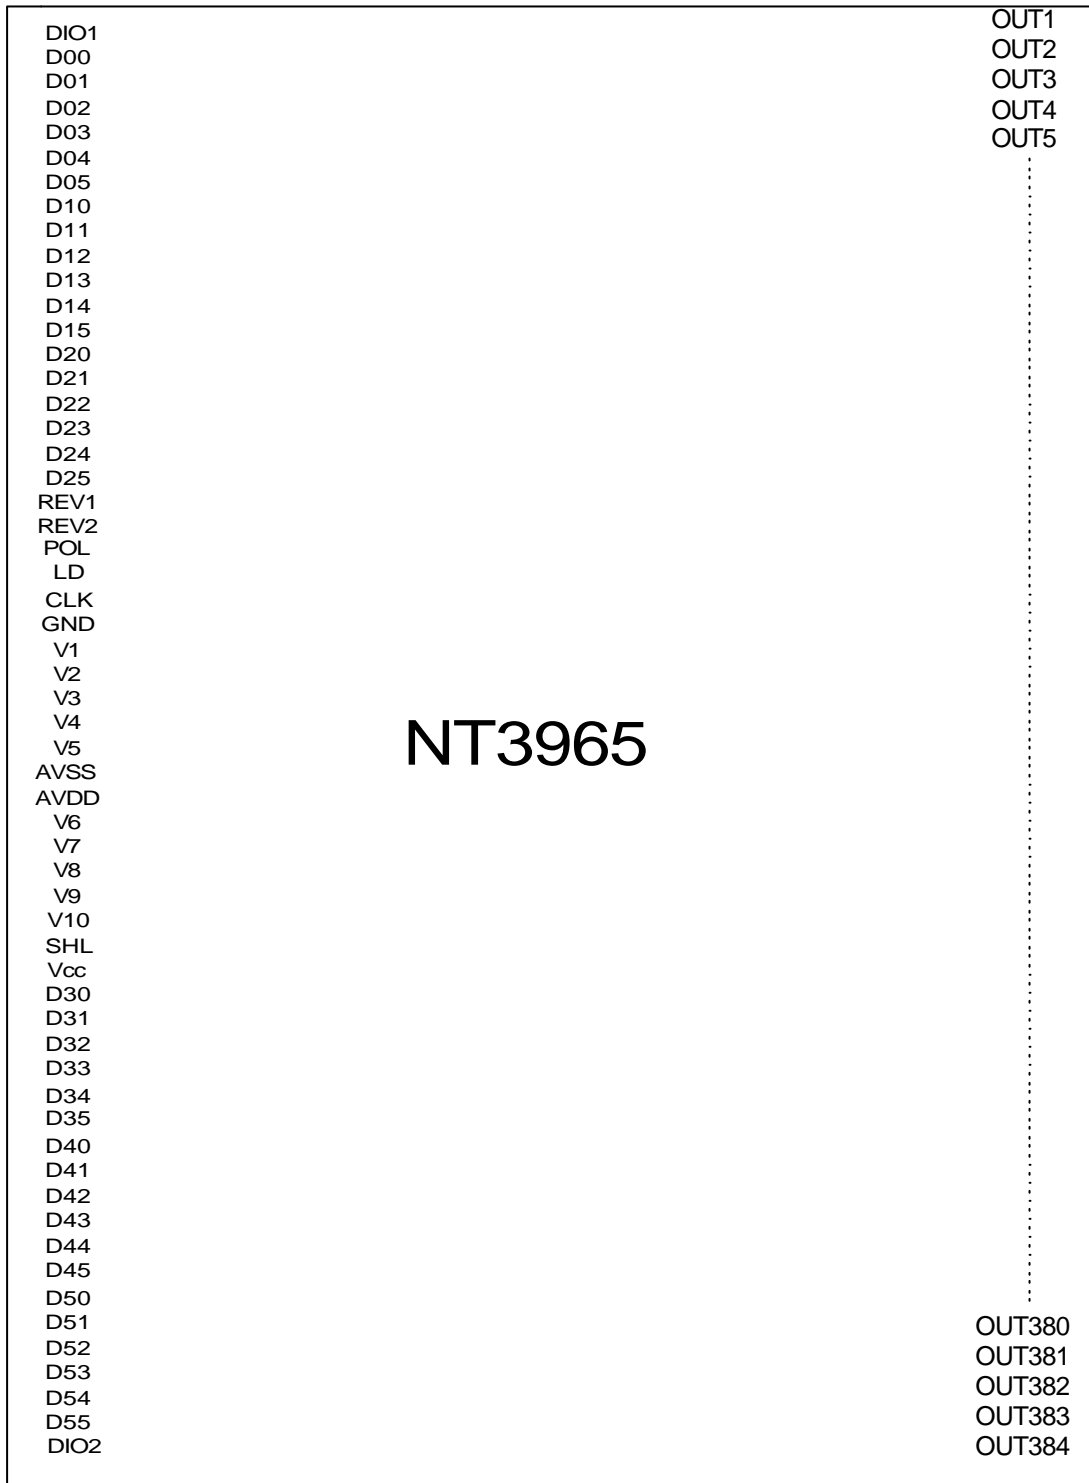 DIO1
D00
D01
D02
D03
D04
D05
D10
D11
D12
D13
D14
D15
D20
D21
D22
D23
D24
D25
REV1
REV2
POL
LD
CLK
GND
V1
V2
V3
V4
V5
AVSS
AVDD
V6
V7
V8
V9
V10
SHL
Vcc
D30
D31
D32
D33
D34
D35
D40
D41
D42
D43
D44
D45
D50
D51
D52
D53
D54
D55
DIO2
NT3965
OUT1
OUT2
OUT3
OUT4
OUT5
OUT380
OUT381
OUT382
OUT383
OUT384